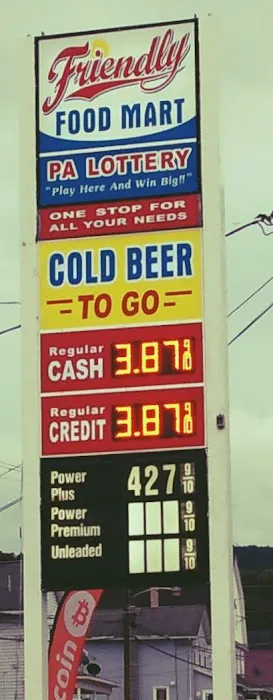 Friendly
FOOD MART
PA LOTTERY
"Play Here And Win Big!!"
ONE STOP FOR
ALL YOUR NEEDS
COLD BEER
TO GO
Regular
CASH 3.87 9/10
Regular
CREDIT 3.87 9/10
Power
Plus 427 9/10
Power
Premium 9/10
Unleaded 9/10
coin